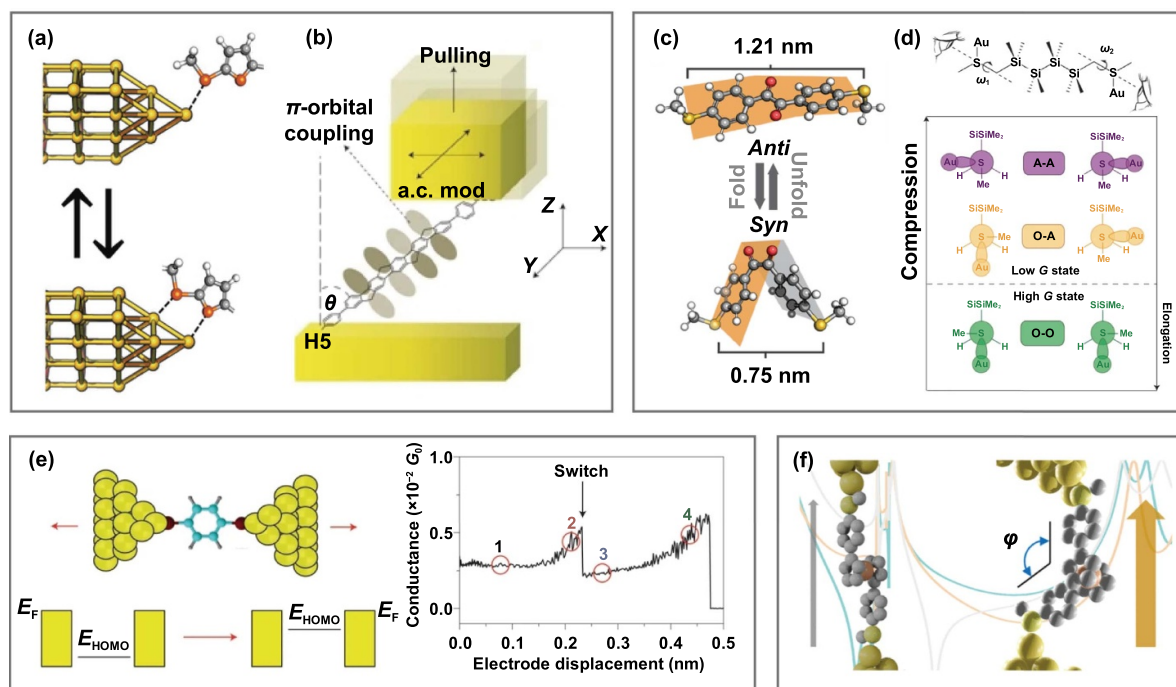 (a)
(b)
Pulling
π-orbital
coupling
a.c. mod
Z
X
Y
θ
H5
(c)
1.21 nm
Anti
Fold
Unfold
Syn
0.75 nm
(d)
Au
S
ω₁
Si Si Si Si
ω₂
S
Au
Compression
SiSiMe₂ SiSiMe₂
Au S A-A S Au
H H H H
Me Me
SiSiMe₂ SiSiMe₂
S Me O-A S Au
H H H H
Au Me
Low G state
High G state
SiSiMe₂ SiSiMe₂
Me S O-O S Me
H H H H
Au Au
Elongation
(e)
E_F E_HOMO E_HOMO E_F
Conductance (×10⁻² G₀)
1.0
0.5
0.0
Switch
1 2 3 4
0.0 0.1 0.2 0.3 0.4 0.5
Electrode displacement (nm)
(f)
φ